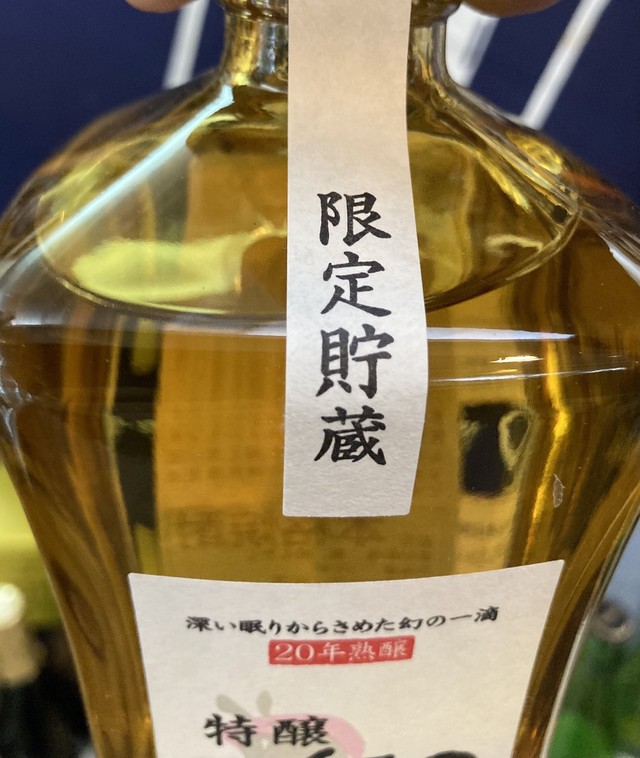 限定貯蔵
深い眠りからさめた幻の一滴
20年熟醸
特醸